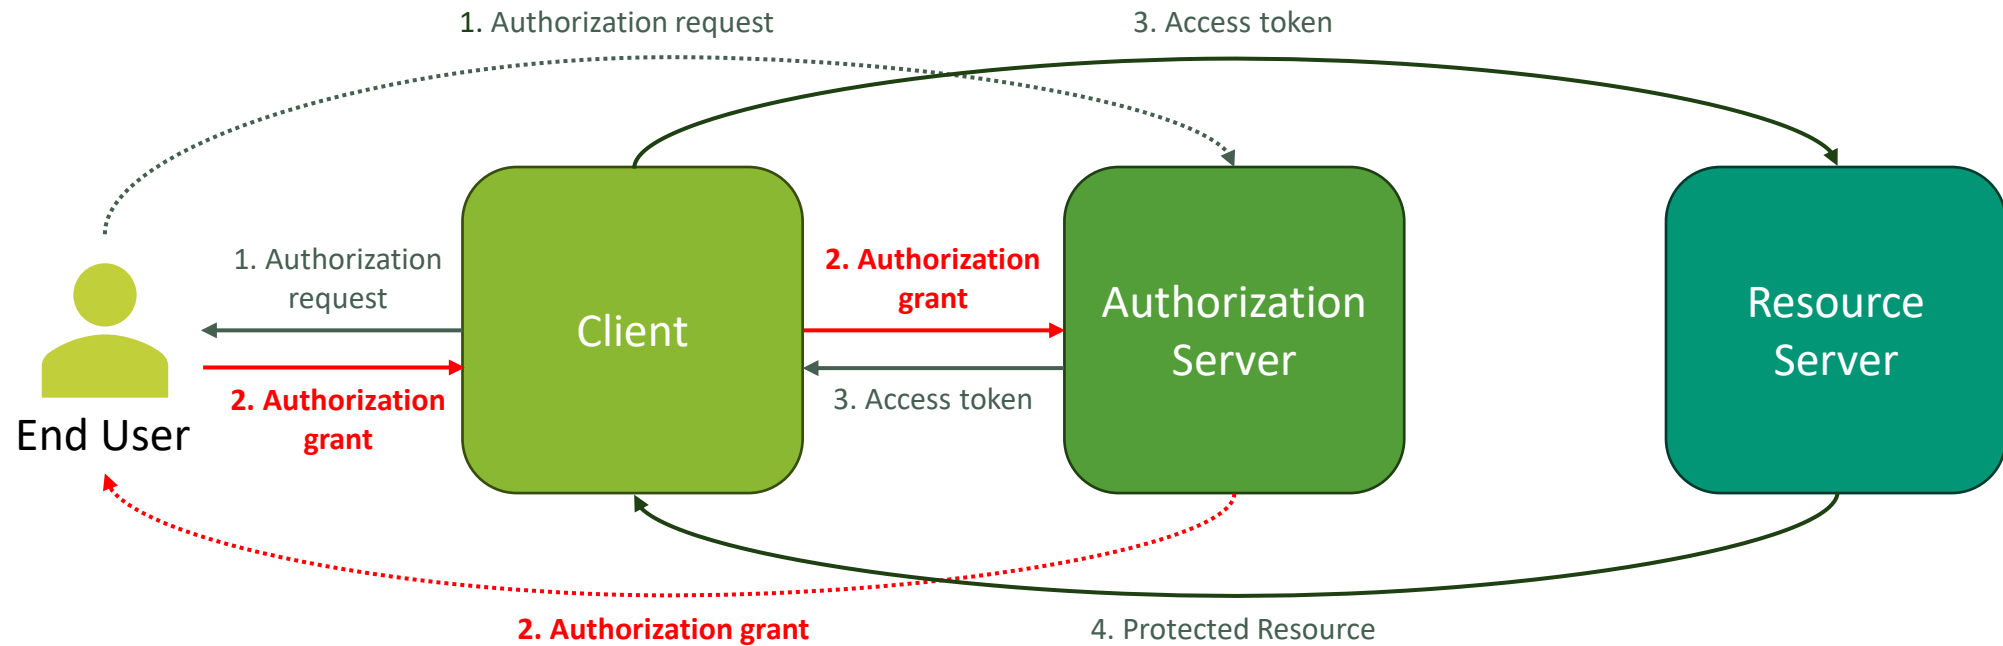 1. Authorization request
3. Access token
1. Authorization
request
2. Authorization
grant
Client
Authorization
Server
Resource
Server
2. Authorization
grant
3. Access token
End User
2. Authorization grant
4. Protected Resource